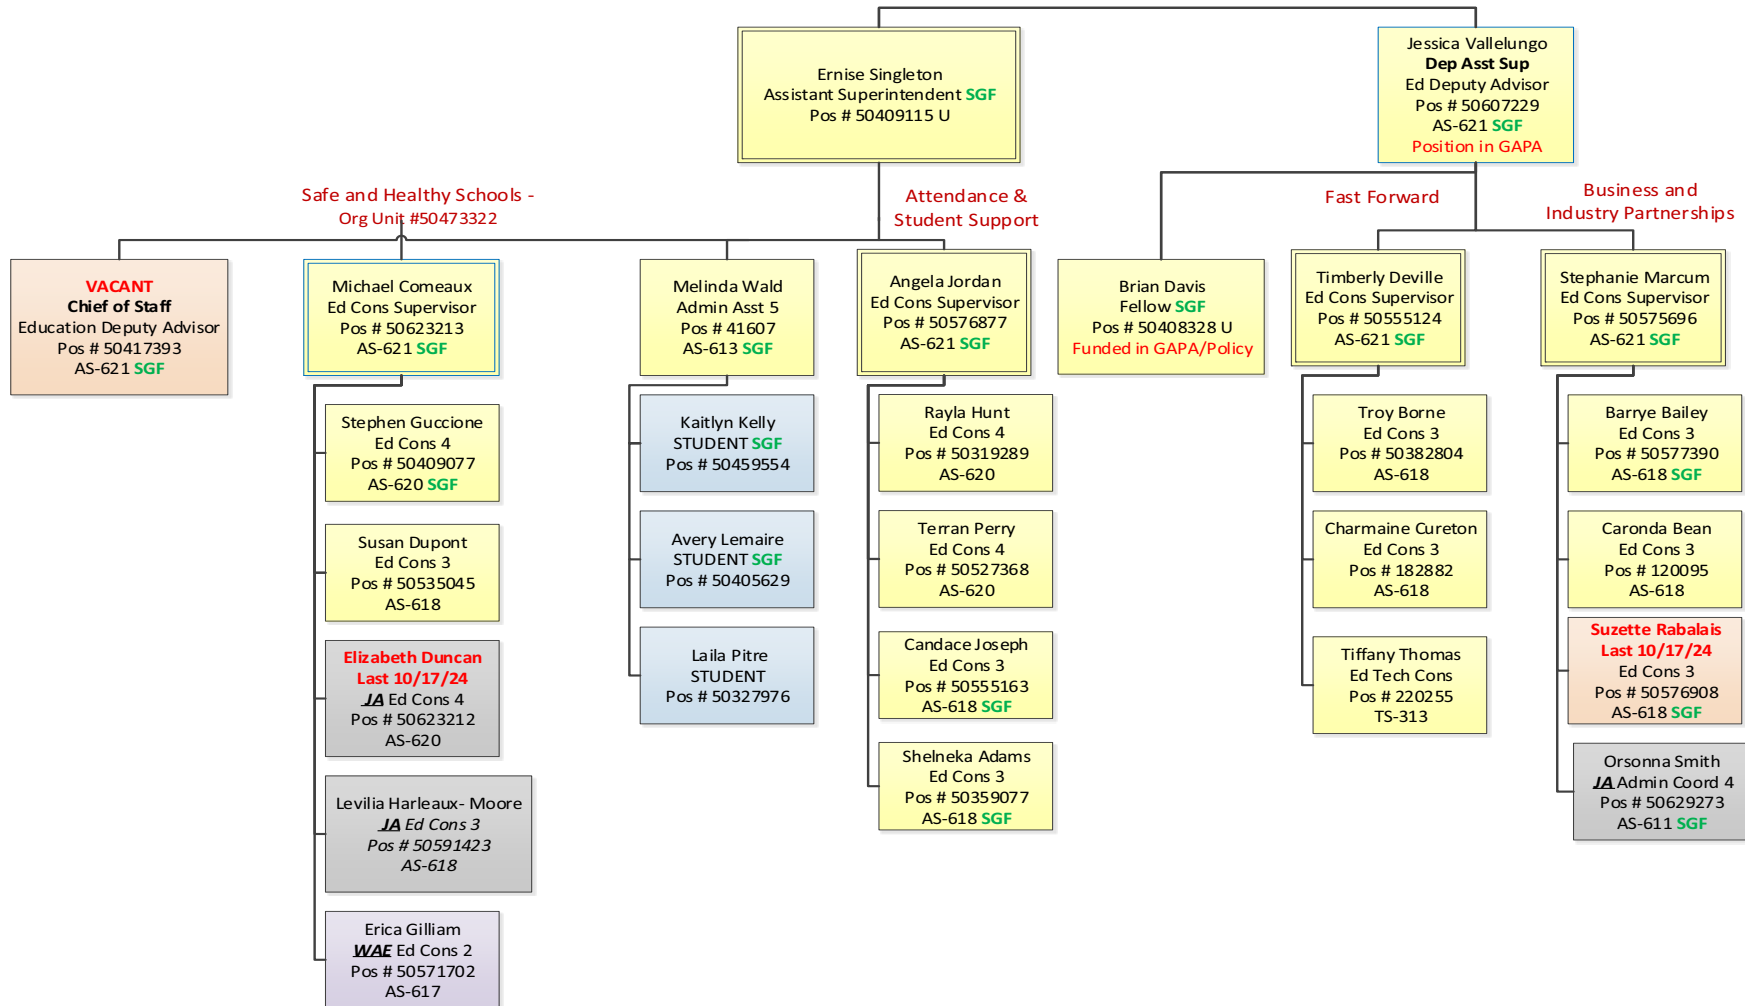 Ernise Singleton
Assistant Superintendent SGF
Pos # 50409115 U
Jessica Vallelungo
Dep Asst Sup
Ed Deputy Advisor
Pos # 50607229
AS-621 SGF
Position in GAPA
Safe and Healthy Schools -
Org Unit #50473322
Attendance &
Student Support
Fast Forward
Business and
Industry Partnerships
VACANT
Chief of Staff
Education Deputy Advisor
Pos # 50417393
AS-621 SGF
Michael Comeaux
Ed Cons Supervisor
Pos # 50623213
AS-621 SGF
Melinda Wald
Admin Asst 5
Pos # 41607
AS-613 SGF
Angela Jordan
Ed Cons Supervisor
Pos # 50576877
AS-621 SGF
Brian Davis
Fellow SGF
Pos # 50408328 U
Funded in GAPA/Policy
Timberly Deville
Ed Cons Supervisor
Pos # 50555124
AS-621 SGF
Stephanie Marcum
Ed Cons Supervisor
Pos # 50575696
AS-621 SGF
Stephen Guccione
Ed Cons 4
Pos # 50409077
AS-620 SGF
Susan Dupont
Ed Cons 3
Pos # 50535045
AS-618
Elizabeth Duncan
Last 10/17/24
JA Ed Cons 4
Pos # 50623212
AS-620
Levilia Harleaux- Moore
JA Ed Cons 3
Pos # 50591423
AS-618
Erica Gilliam
WAE Ed Cons 2
Pos # 50571702
AS-617
Kaitlyn Kelly
STUDENT SGF
Pos # 50459554
Avery Lemaire
STUDENT SGF
Pos # 50405629
Laila Pitre
STUDENT
Pos # 50327976
Rayla Hunt
Ed Cons 4
Pos # 50319289
AS-620
Terran Perry
Ed Cons 4
Pos # 50527368
AS-620
Candace Joseph
Ed Cons 3
Pos # 50555163
AS-618 SGF
Shelneka Adams
Ed Cons 3
Pos # 50359077
AS-618 SGF
Troy Borne
Ed Cons 3
Pos # 50382804
AS-618
Charmaine Cureton
Ed Cons 3
Pos # 182882
AS-618
Tiffany Thomas
Ed Tech Cons
Pos # 220255
TS-313
Barrye Bailey
Ed Cons 3
Pos # 50577390
AS-618 SGF
Caronda Bean
Ed Cons 3
Pos # 120095
AS-618
Suzette Rabalais
Last 10/17/24
Ed Cons 3
Pos # 50576908
AS-618 SGF
Orsonna Smith
JA Admin Coord 4
Pos # 50629273
AS-611 SGF